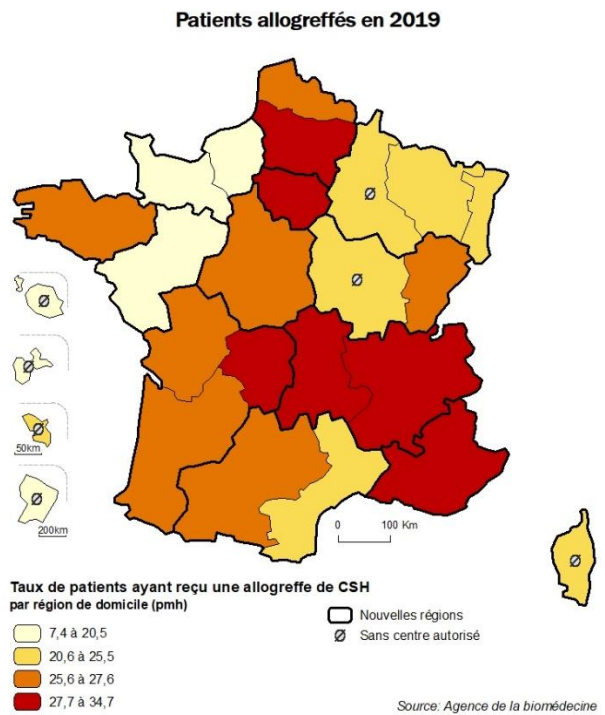 Patients allogreffés en 2019
50km
200km
0 100 Km
Taux de patients ayant reçu une allogreffe de CSH
par région de domicile (pmh)
7,4 à 20,5
20,6 à 25,5
25,6 à 27,6
27,7 à 34,7
Nouvelles régions
Sans centre autorisé
Source: Agence de la biomédecine